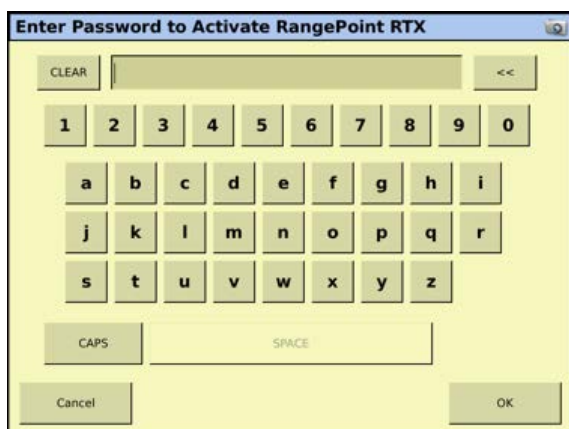 Enter Password to Activate RangePoint RTX
CLEAR <<
1 2 3 4 5 6 7 8 9 0
a b c d e f g h i
j k l m n o p q r
s t u v w x y z
CAPS SPACE
Cancel OK